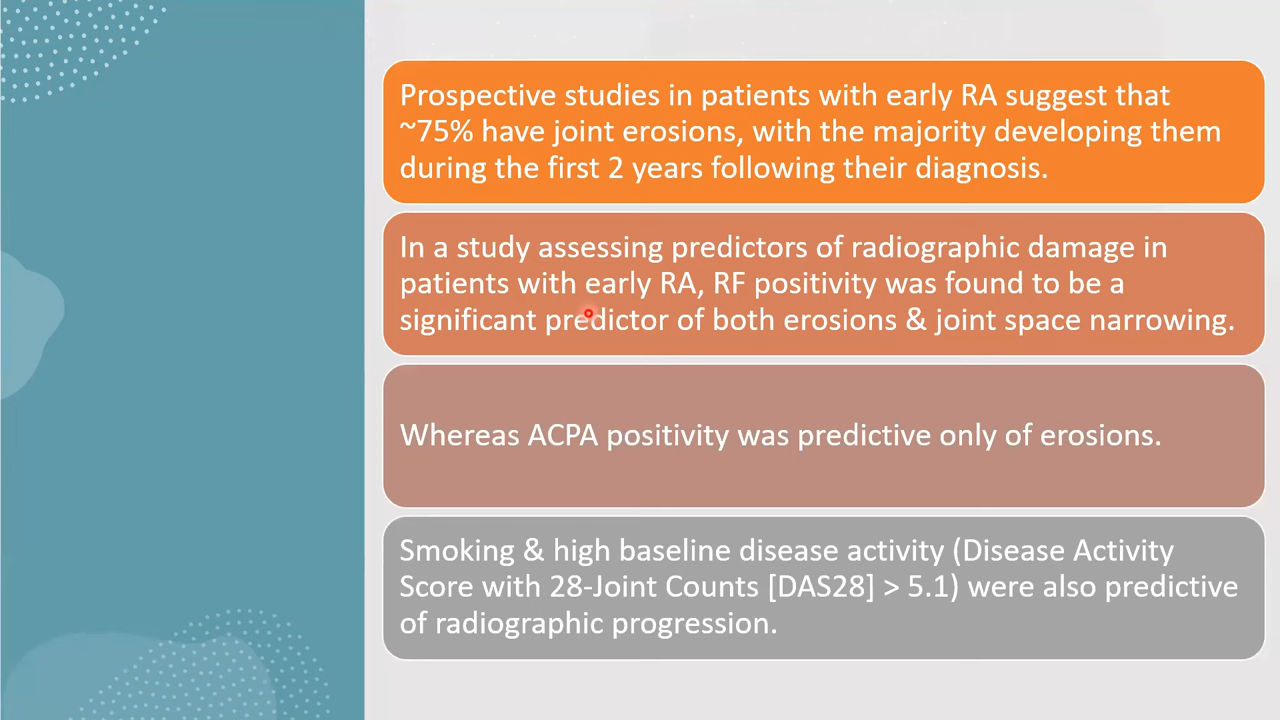 Prospective studies in patients with early RA suggest that
~75% have joint erosions, with the majority developing them
during the first 2 years following their diagnosis.
In a study assessing predictors of radiographic damage in
patients with early RA, RF positivity was found to be a
significant predictor of both erosions & joint space narrowing.
Whereas ACPA positivity was predictive only of erosions.
Smoking & high baseline disease activity (Disease Activity
Score with 28-Joint Counts [DAS28] > 5.1) were also predictive
of radiographic progression.